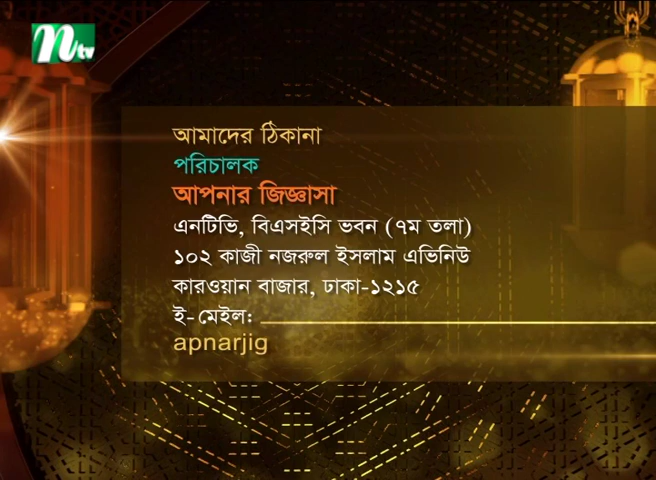 ntv
আমাদের ঠিকানা
পরিচালক
আপনার জিজ্ঞাসা
এনটিভি, বিএসইসি ভবন (৭ম তলা)
১০২ কাজী নজরুল ইসলাম এভিনিউ
কারওয়ান বাজার, ঢাকা-১২১৫
ই-মেইল:
apnarjig